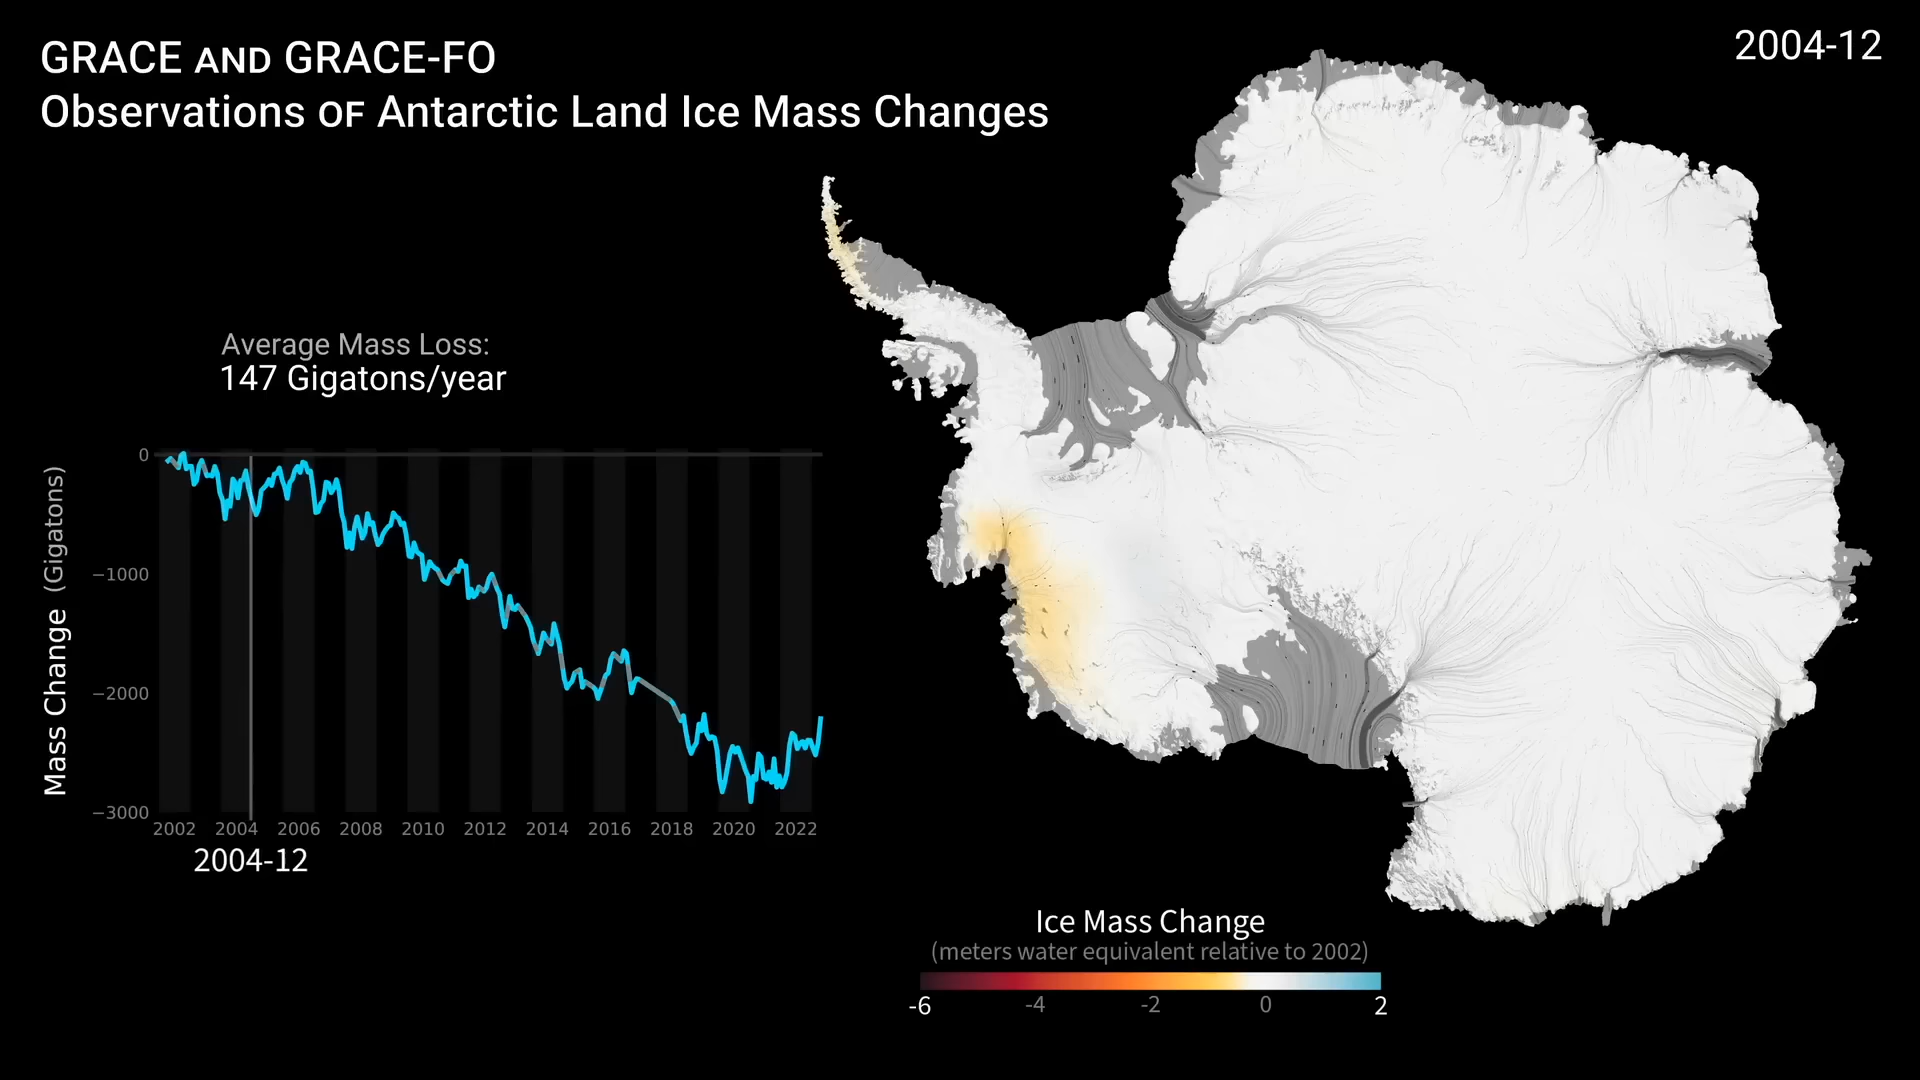 GRACE AND GRACE-FO
Observations OF Antarctic Land Ice Mass Changes
2004-12
Average Mass Loss:
147 Gigatons/year
Mass Change (Gigatons)
0
−1000
−2000
−3000
2002 2004 2006 2008 2010 2012 2014 2016 2018 2020 2022
2004-12
Ice Mass Change
(meters water equivalent relative to 2002)
-6 -4 -2 0 2